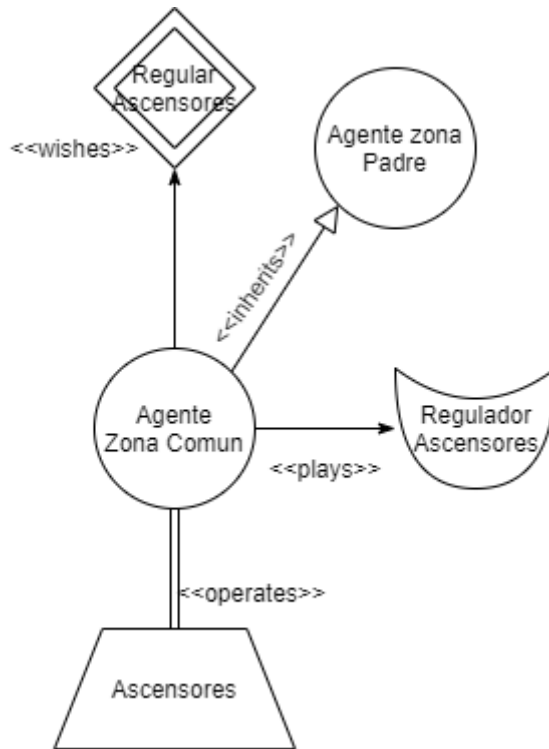 Regular
Ascensores
<<wishes>>
Agente zona
Padre
<<inherits>>
Agente
Zona Comun
Regulador
Ascensores
<<plays>>
<<operates>>
Ascensores